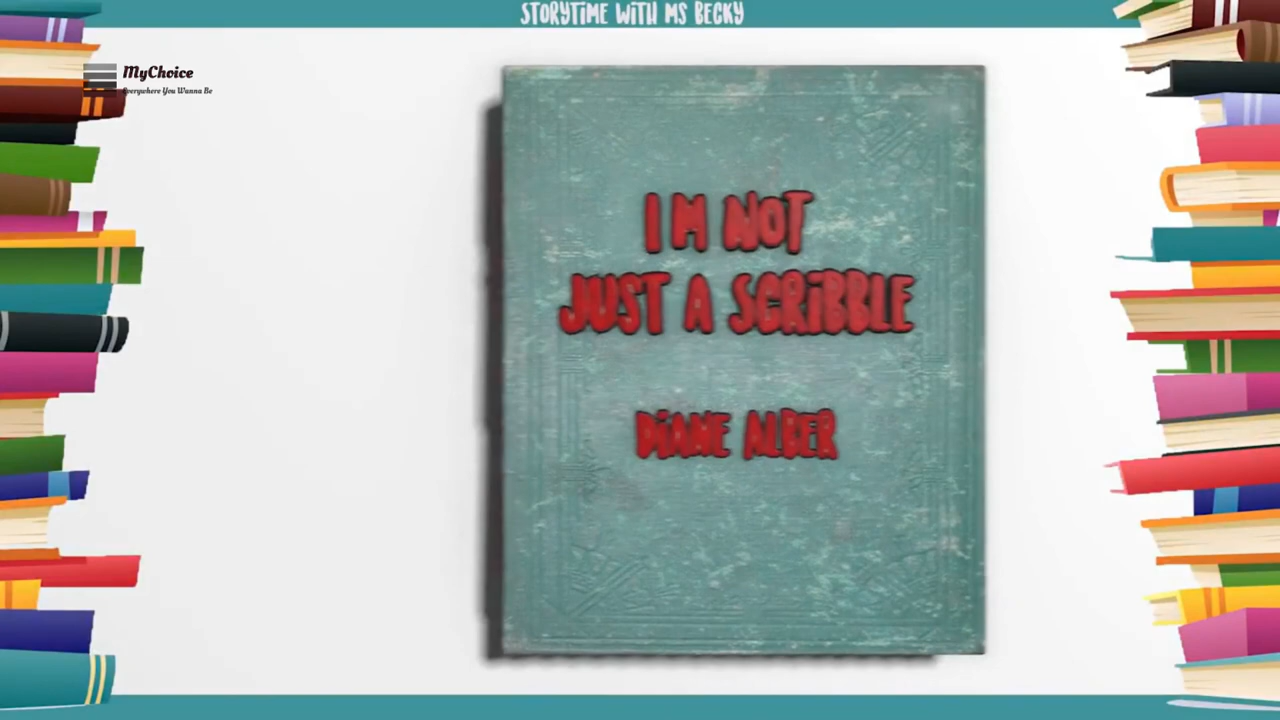 STORYTIME WITH MS BECKY
MyChoice
Everywhere You Wanna Be
I M NOT
JUST A SCRIBBLE
DIANE ALBER